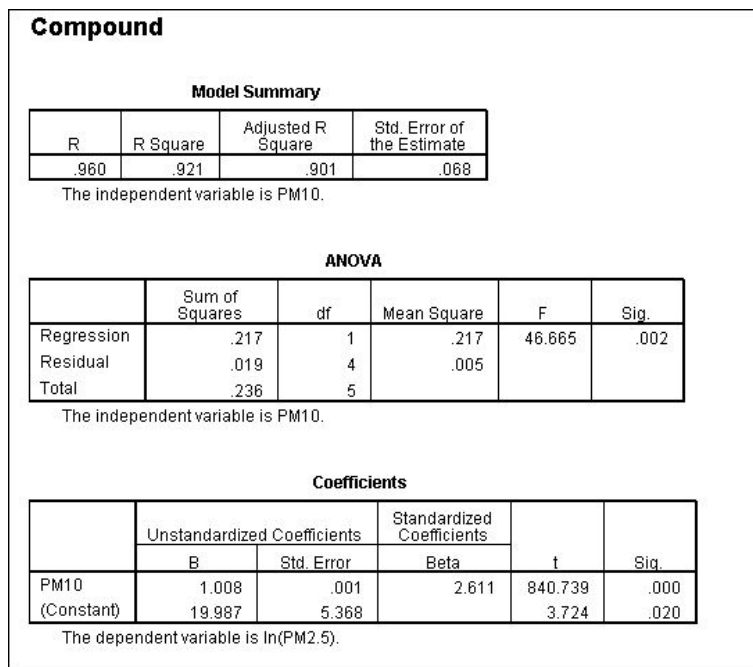 Compound
Model Summary
R R Square Adjusted R Square Std. Error of the Estimate
.960 .921 .901 .068
The independent variable is PM10.
ANOVA
Sum of Squares df Mean Square F Sig.
Regression .217 1 .217 46.665 .002
Residual .019 4 .005
Total .236 5
The independent variable is PM10.
Coefficients
Unstandardized Coefficients Standardized Coefficients
B Std. Error Beta t Sig.
PM10 1.008 .001 2.611 840.739 .000
(Constant) 19.987 5.368 3.724 .020
The dependent variable is ln(PM2.5).